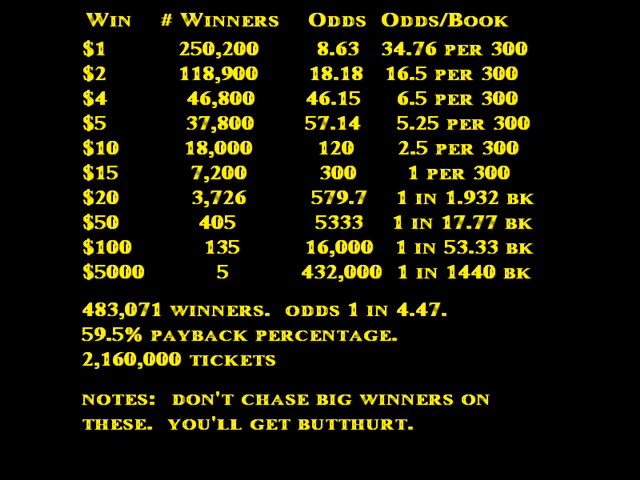 Win # Winners Odds Odds/Book
$1 250,200 8.63 34.76 per 300
$2 118,900 18.18 16.5 per 300
$4 46,800 46.15 6.5 per 300
$5 37,800 57.14 5.25 per 300
$10 18,000 120 2.5 per 300
$15 7,200 300 1 per 300
$20 3,726 579.7 1 in 1.932 bk
$50 405 5333 1 in 17.77 bk
$100 135 16,000 1 in 53.33 bk
$5000 5 432,000 1 in 1440 bk
483,071 winners. odds 1 in 4.47.
59.5% payback percentage.
2,160,000 tickets
notes: don't chase big winners on
these. you'll get butthurt.